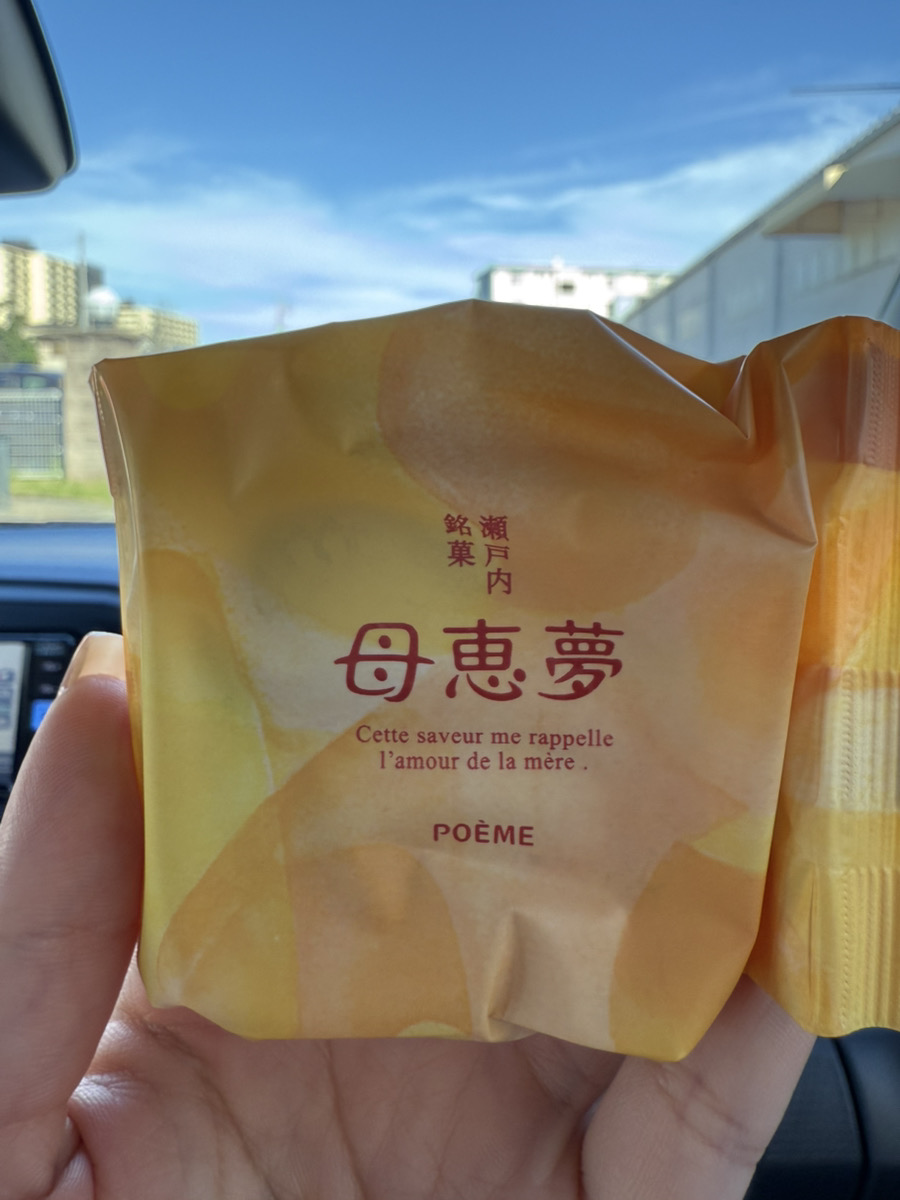 瀬戸内
銘菓
母恵夢
Cette saveur me rappelle
l'amour de la mère .
POÈME